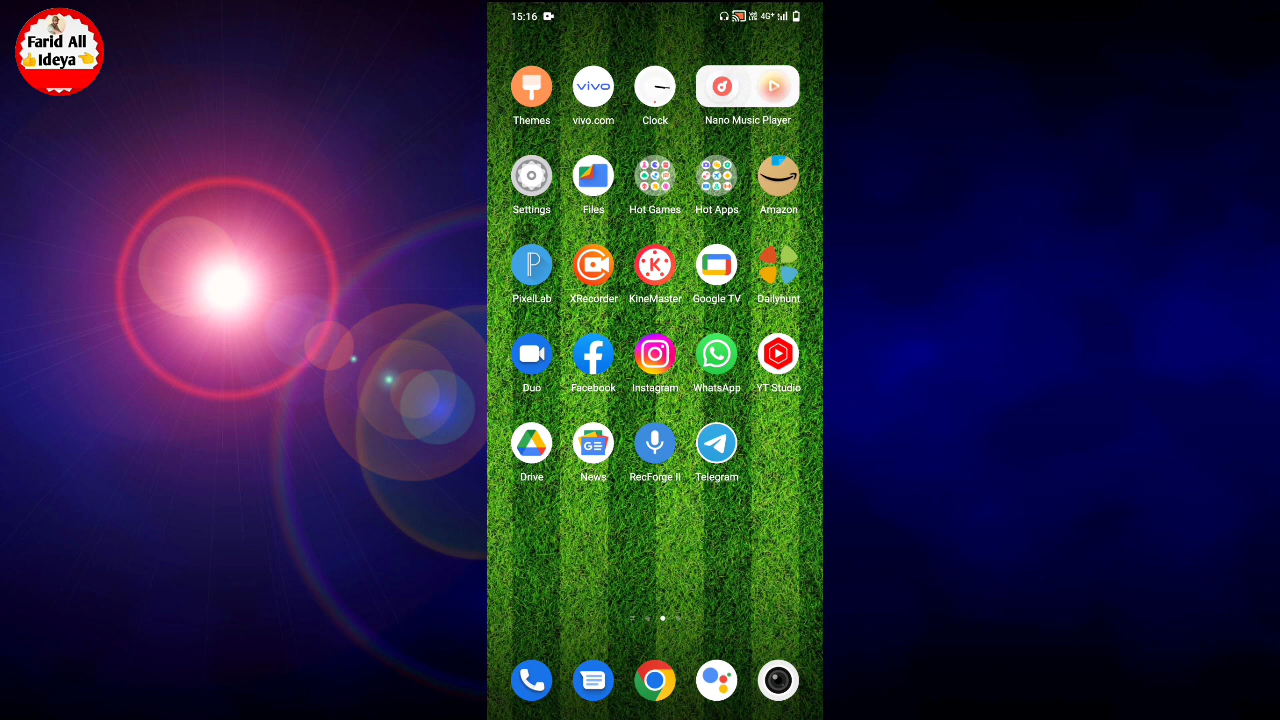 Farid All
Ideya
15:16
4G+
Themes
vivo
vivo.com
Clock
Nano Music Player
Settings
Files
Hot Games
Hot Apps
Amazon
PixelLab
XRecorder
KineMaster
Google TV
Dailyhunt
Duo
Facebook
Instagram
WhatsApp
YT Studio
Drive
News
RecForge II
Telegram